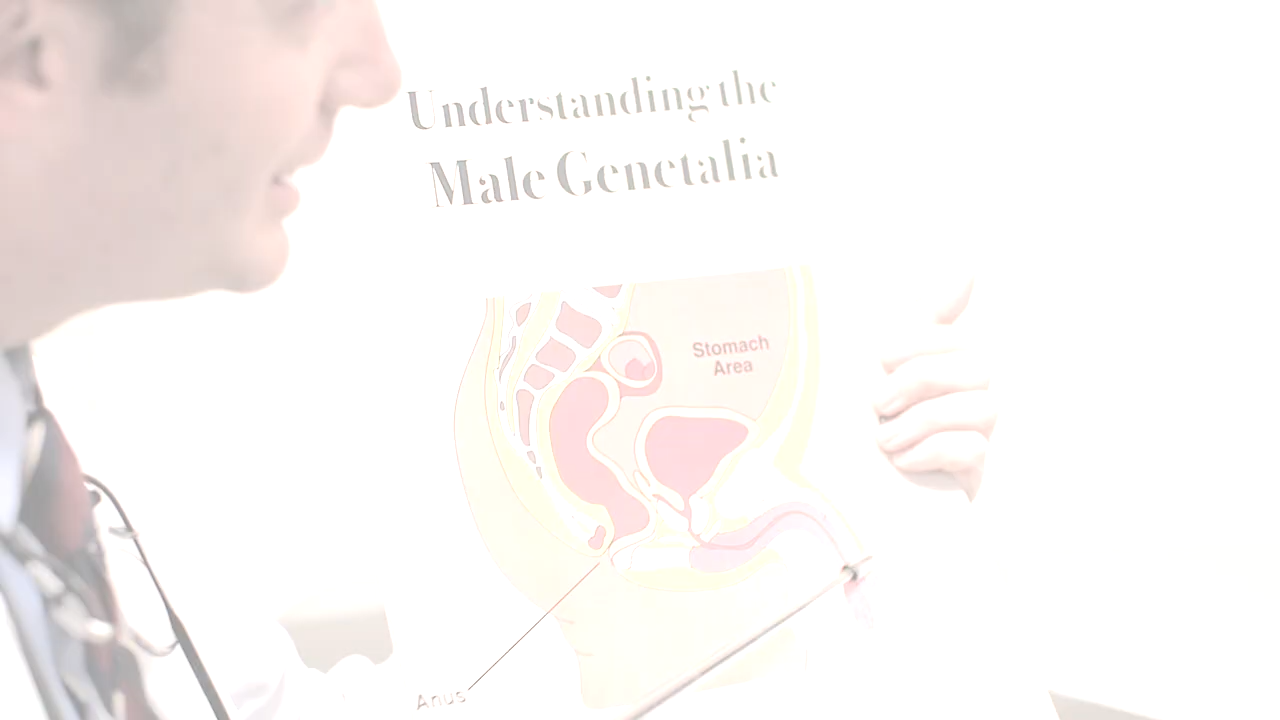 Understanding the
Male Genetalia
Stomach
Area
Anus